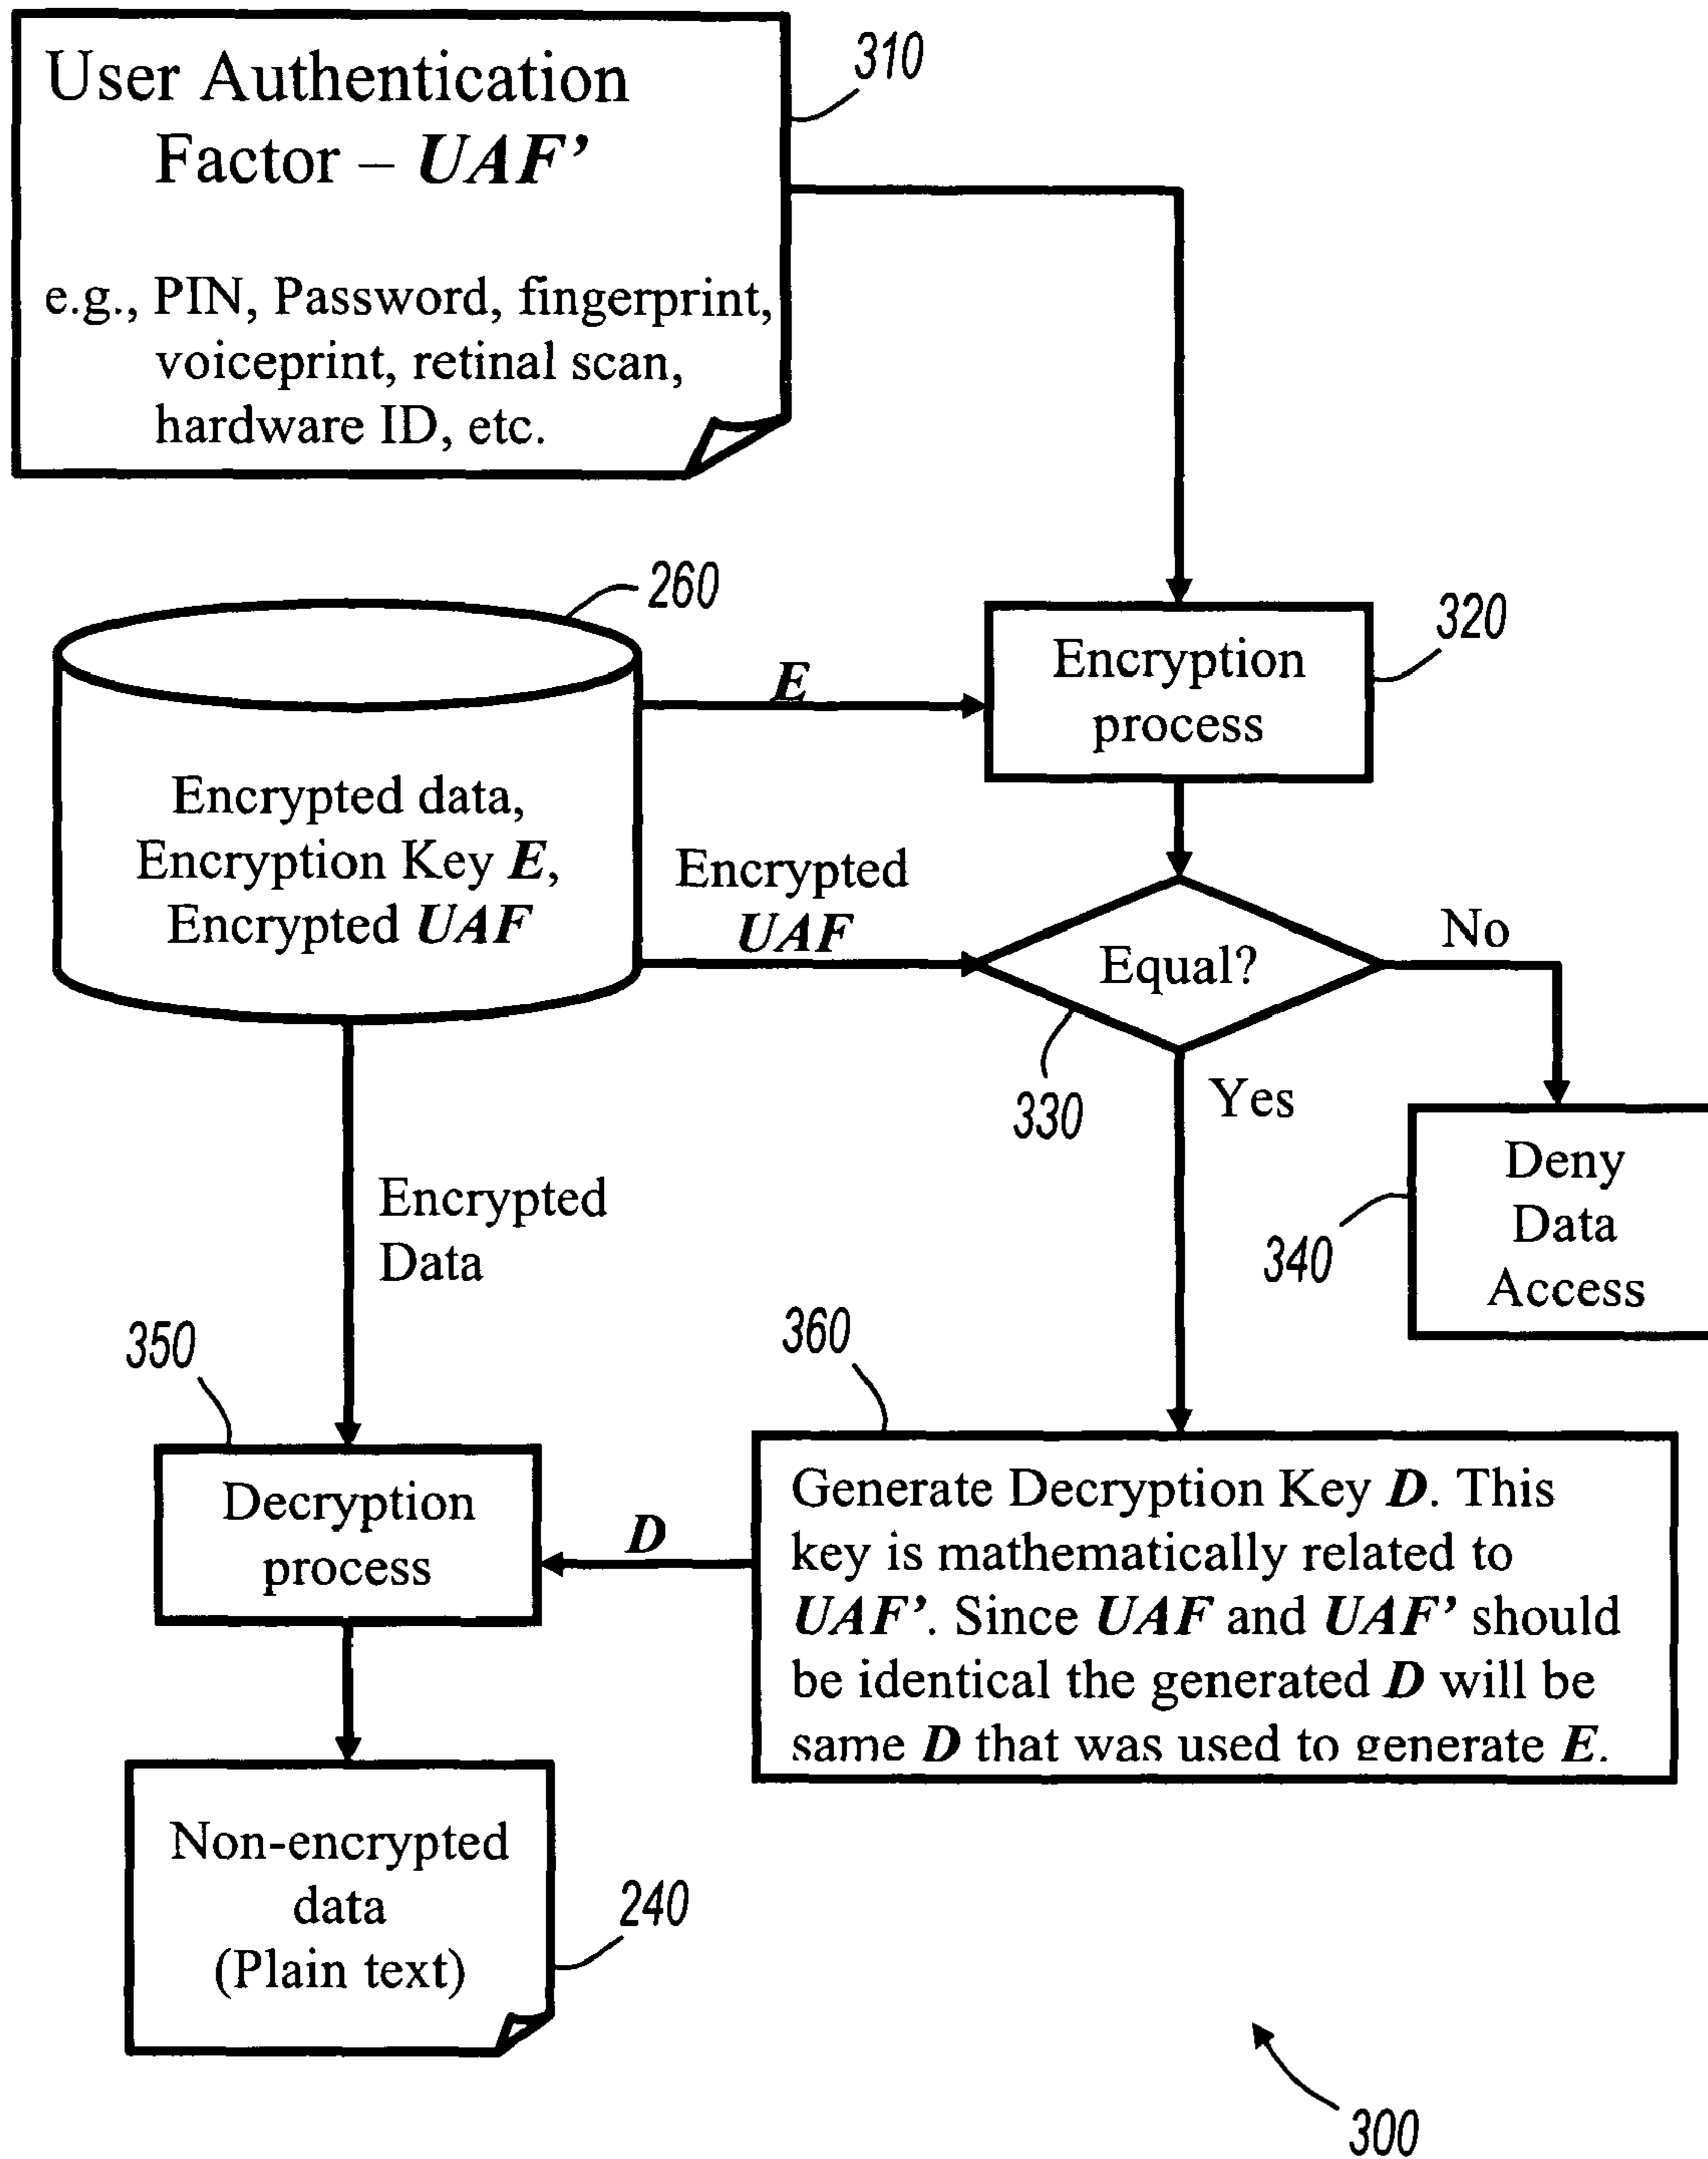 User Authentication
Factor – UAF’
e.g., PIN, Password, fingerprint,
voiceprint, retinal scan,
hardware ID, etc.
310
260
E
Encryption
process
320
Encrypted data,
Encryption Key E,
Encrypted UAF
Encrypted
UAF
Equal?
No
330
Yes
Deny
Data
Access
340
Encrypted
Data
350
360
Decryption
process
D
Generate Decryption Key D. This
key is mathematically related to
UAF’. Since UAF and UAF’ should
be identical the generated D will be
same D that was used to generate E.
Non-encrypted
data
(Plain text)
240
300